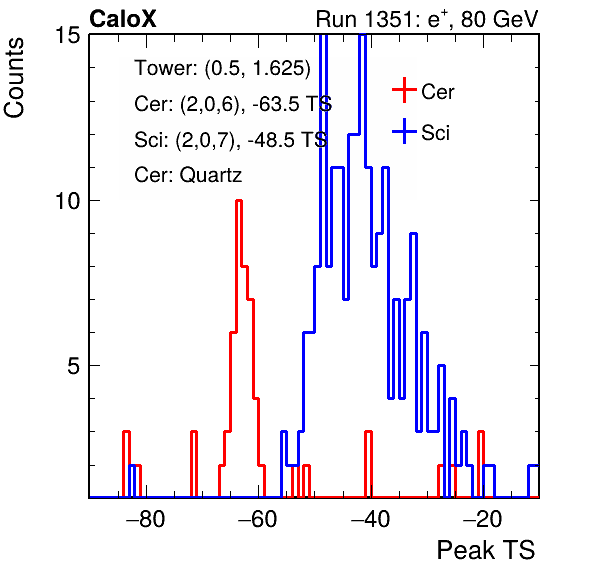 CaloX Run 1351: e⁺, 80 GeV
Counts
15
Tower: (0.5, 1.625)
Cer: (2,0,6), -63.5 TS
Sci: (2,0,7), -48.5 TS
Cer: Quartz
Cer
Sci
10
5
−80 −60 −40 −20
Peak TS